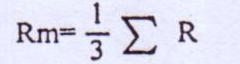 Rm= 1/3 ∑ R